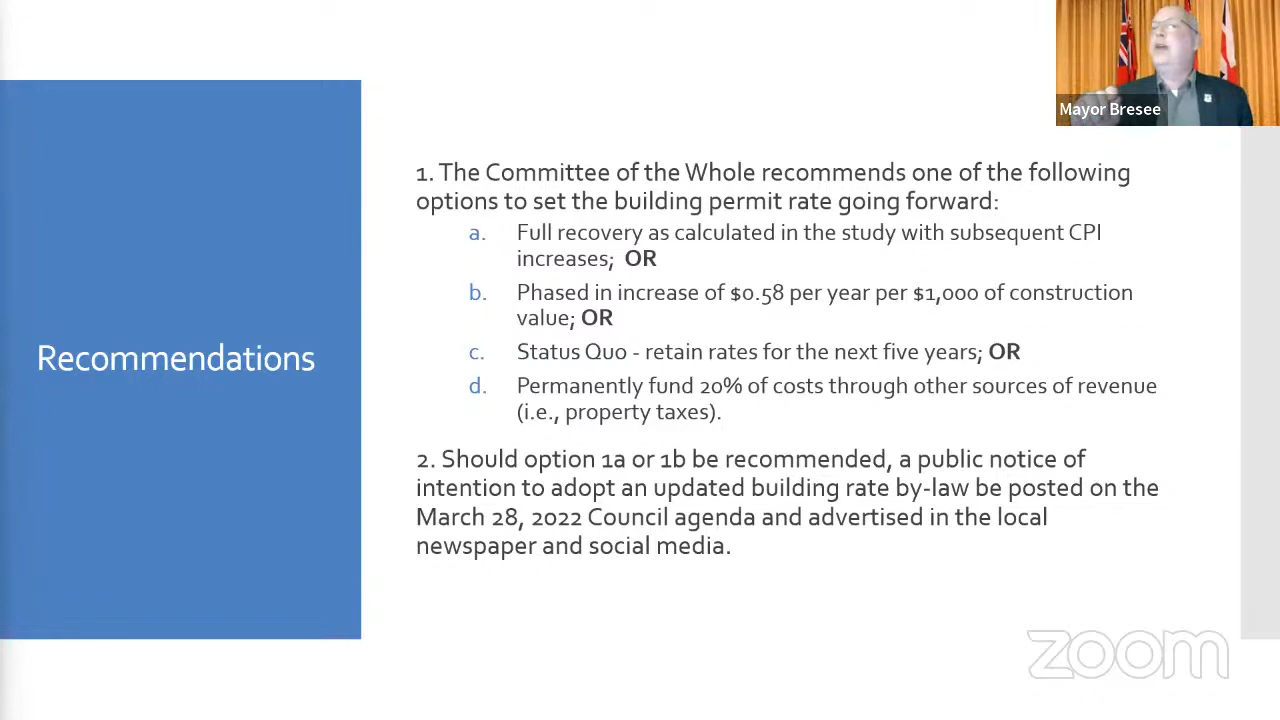 Mayor Bresee
Recommendations
1. The Committee of the Whole recommends one of the following
options to set the building permit rate going forward:
a. Full recovery as calculated in the study with subsequent CPI
increases; OR
b. Phased in increase of $0.58 per year per $1,000 of construction
value; OR
c. Status Quo - retain rates for the next five years; OR
d. Permanently fund 20% of costs through other sources of revenue
(i.e., property taxes).
2. Should option 1a or 1b be recommended, a public notice of
intention to adopt an updated building rate by-law be posted on the
March 28, 2022 Council agenda and advertised in the local
newspaper and social media.
zoom